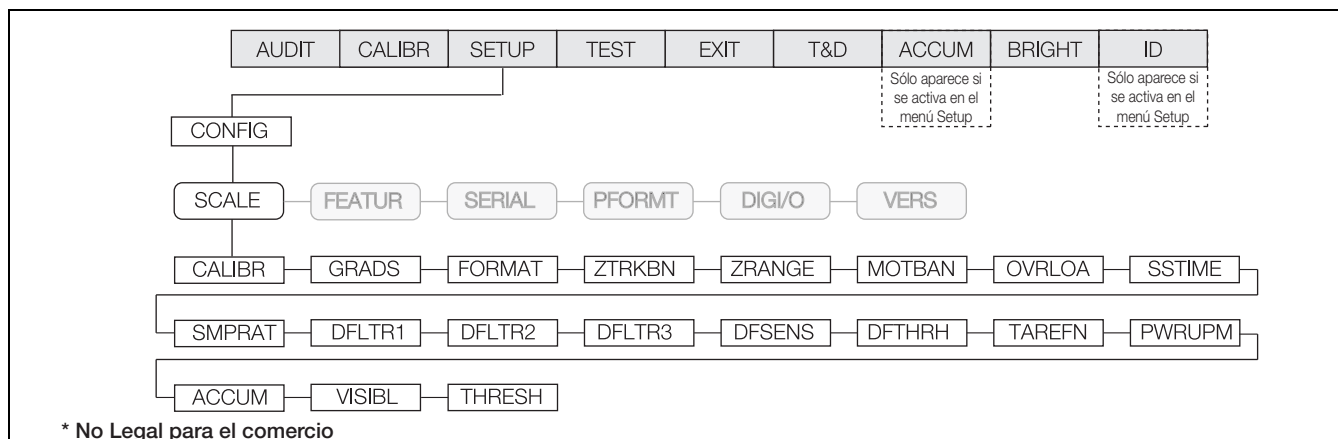 AUDIT CALIBR SETUP TEST EXIT T&D ACCUM BRIGHT ID
Sólo aparece si
se activa en el
menú Setup
Sólo aparece si
se activa en el
menú Setup
CONFIG
SCALE FEATUR SERIAL PFORMT DIGI/O VERS
CALIBR GRADS FORMAT ZTRKBN ZRANGE MOTBAN OVRLOA SSTIME
SMPRAT DFLTR1 DFLTR2 DFLTR3 DFSENS DFTHRH TAREFN PWRUPM
ACCUM VISIBL THRESH
* No Legal para el comercio